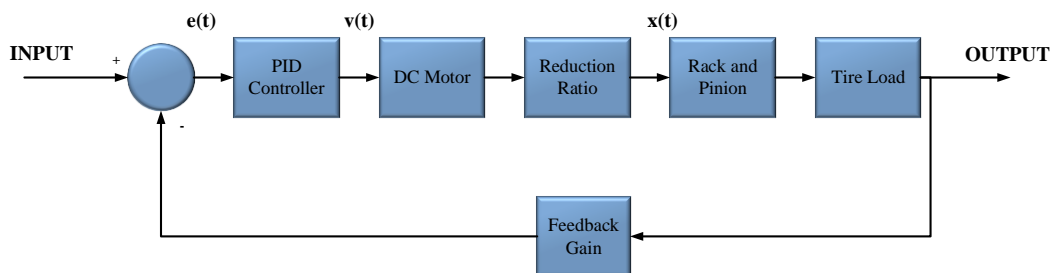 e(t)
v(t)
x(t)
INPUT
OUTPUT
+
-
PID
Controller
DC Motor
Reduction
Ratio
Rack and
Pinion
Tire Load
Feedback
Gain